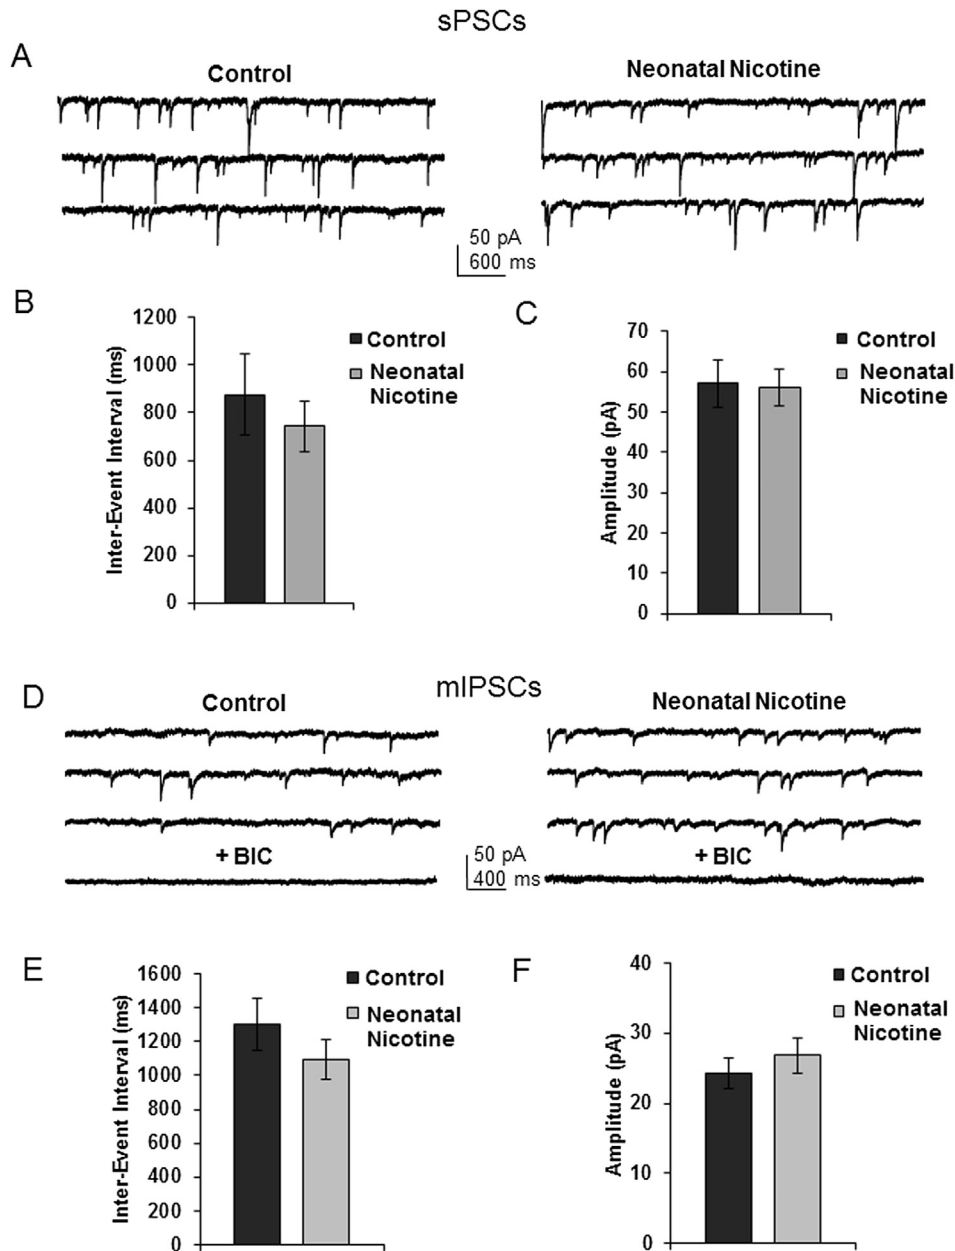 sPSCs
A
Control
Neonatal Nicotine
50 pA
600 ms
B
Inter-Event Interval (ms)
1200
1000
800
600
400
200
0
Control
Neonatal
Nicotine
C
Amplitude (pA)
70
60
50
40
30
20
10
0
Control
Neonatal
Nicotine
D
mIPSCs
Control
Neonatal Nicotine
+ BIC
50 pA
400 ms
+ BIC
E
Inter-Event Interval (ms)
1600
1400
1200
1000
800
600
400
200
0
Control
Neonatal
Nicotine
F
Amplitude (pA)
40
30
20
10
0
Control
Neonatal
Nicotine